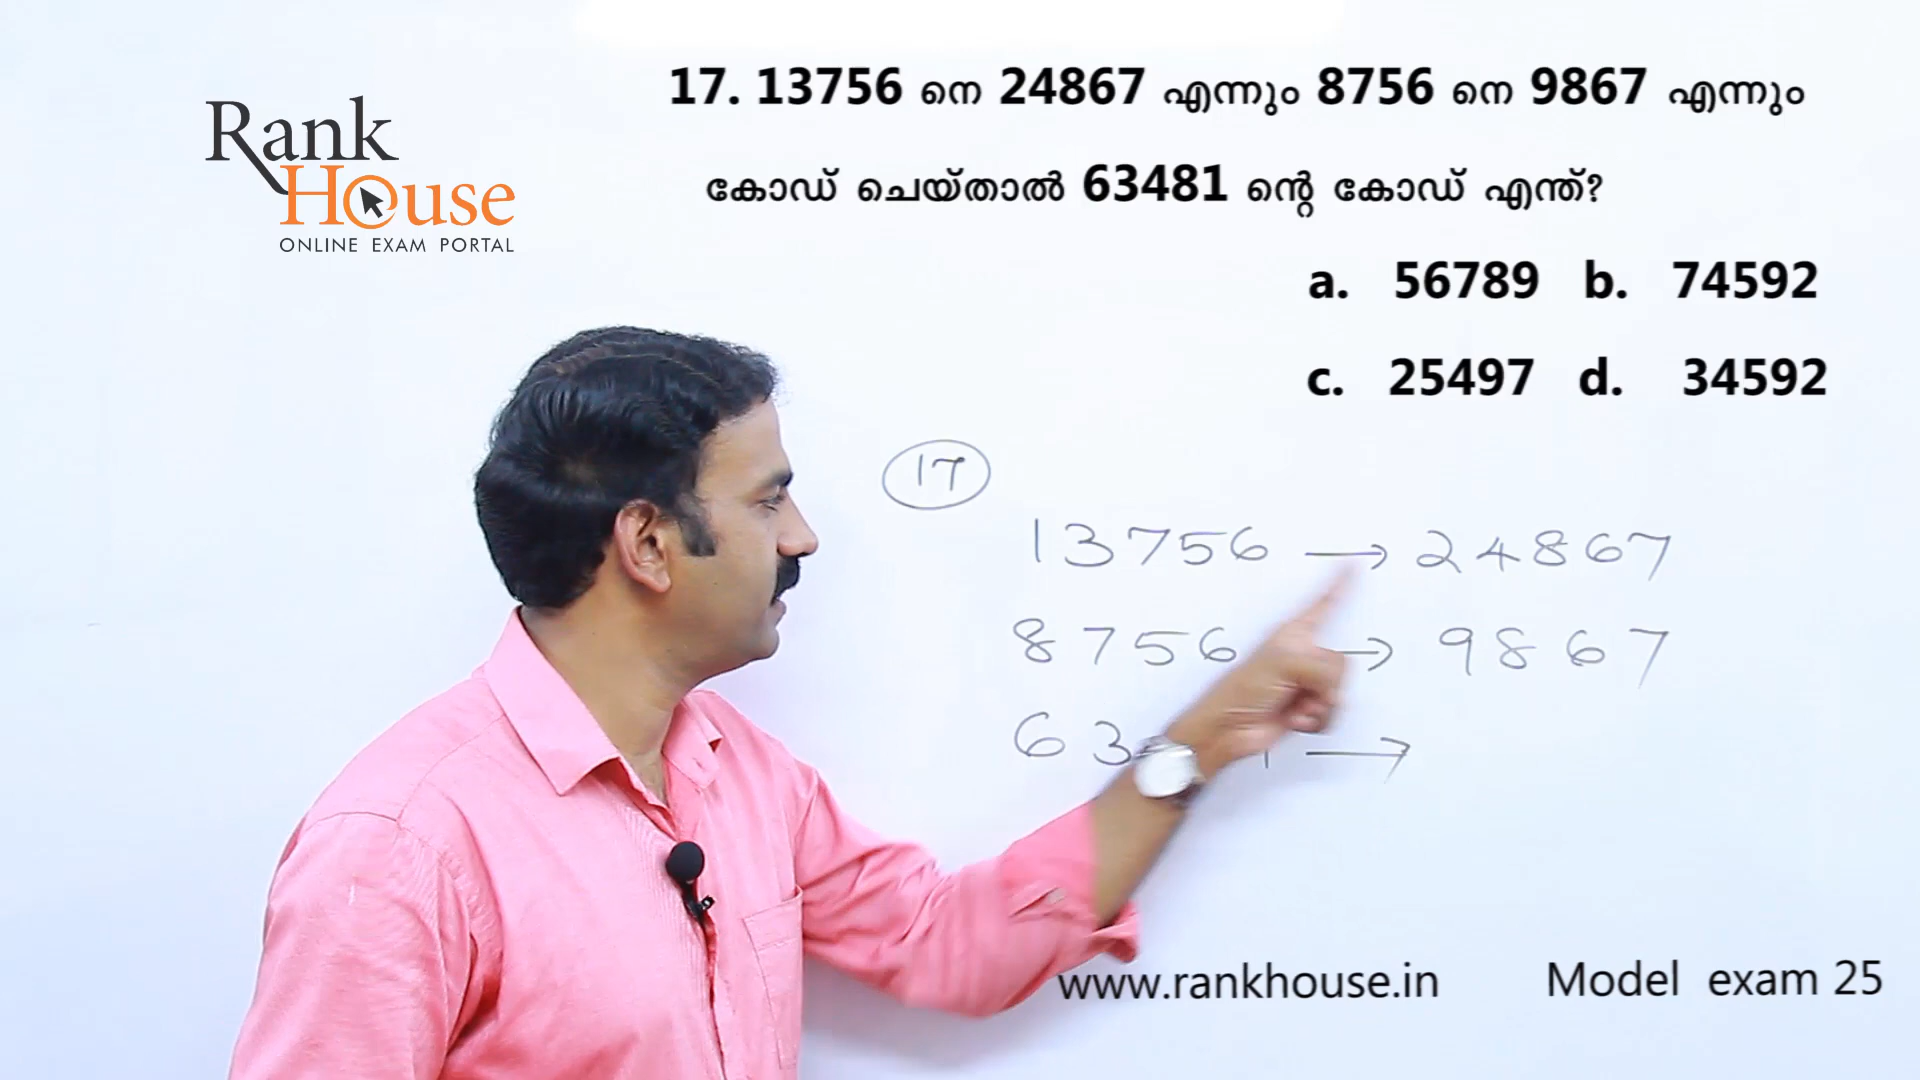 Rank
House
ONLINE EXAM PORTAL
17. 13756 നെ 24867 എന്നും 8756 നെ 9867 എന്നും
കോഡ് ചെയ്താൽ 63481 ന്റെ കോഡ് എന്ത്?
a. 56789 b. 74592
c. 25497 d. 34592
17
13756 → 24867
8756 → 9867
63 1 →
www.rankhouse.in Model exam 25